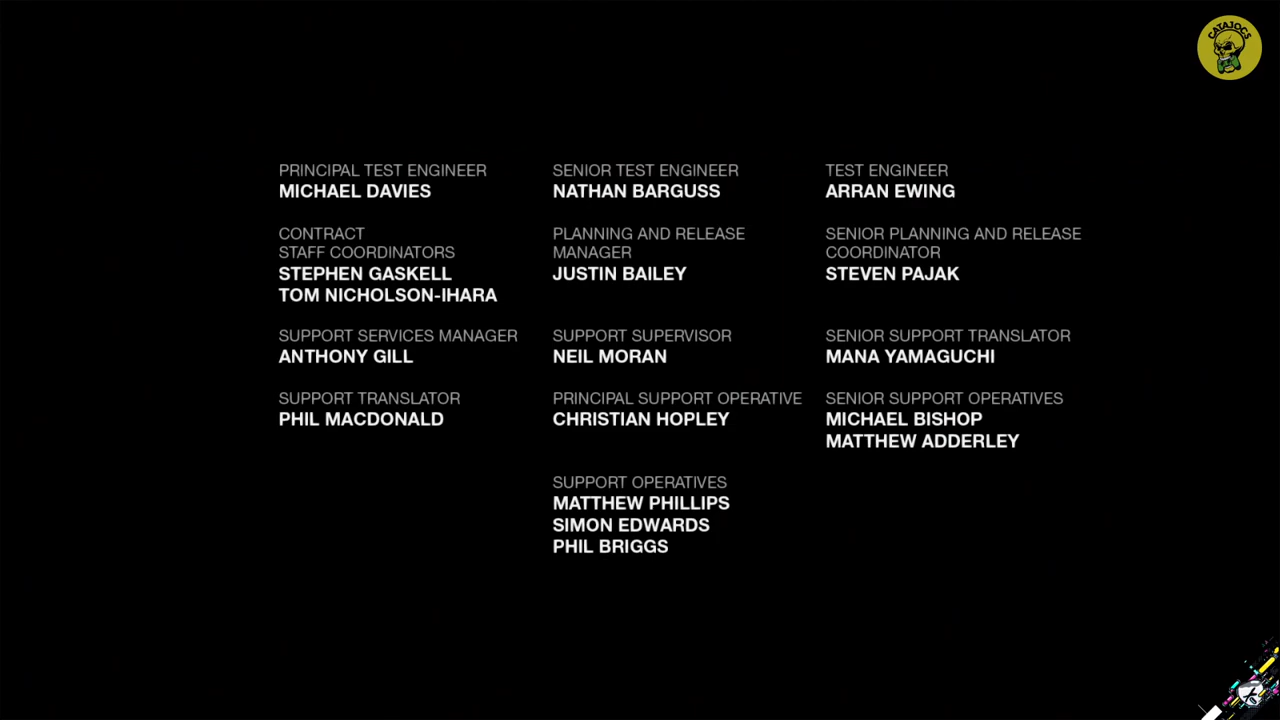 CATAJOCS
PRINCIPAL TEST ENGINEER
MICHAEL DAVIES
SENIOR TEST ENGINEER
NATHAN BARGUSS
TEST ENGINEER
ARRAN EWING
CONTRACT
STAFF COORDINATORS
STEPHEN GASKELL
TOM NICHOLSON-IHARA
PLANNING AND RELEASE
MANAGER
JUSTIN BAILEY
SENIOR PLANNING AND RELEASE
COORDINATOR
STEVEN PAJAK
SUPPORT SERVICES MANAGER
ANTHONY GILL
SUPPORT SUPERVISOR
NEIL MORAN
SENIOR SUPPORT TRANSLATOR
MANA YAMAGUCHI
SUPPORT TRANSLATOR
PHIL MACDONALD
PRINCIPAL SUPPORT OPERATIVE
CHRISTIAN HOPLEY
SENIOR SUPPORT OPERATIVES
MICHAEL BISHOP
MATTHEW ADDERLEY
SUPPORT OPERATIVES
MATTHEW PHILLIPS
SIMON EDWARDS
PHIL BRIGGS